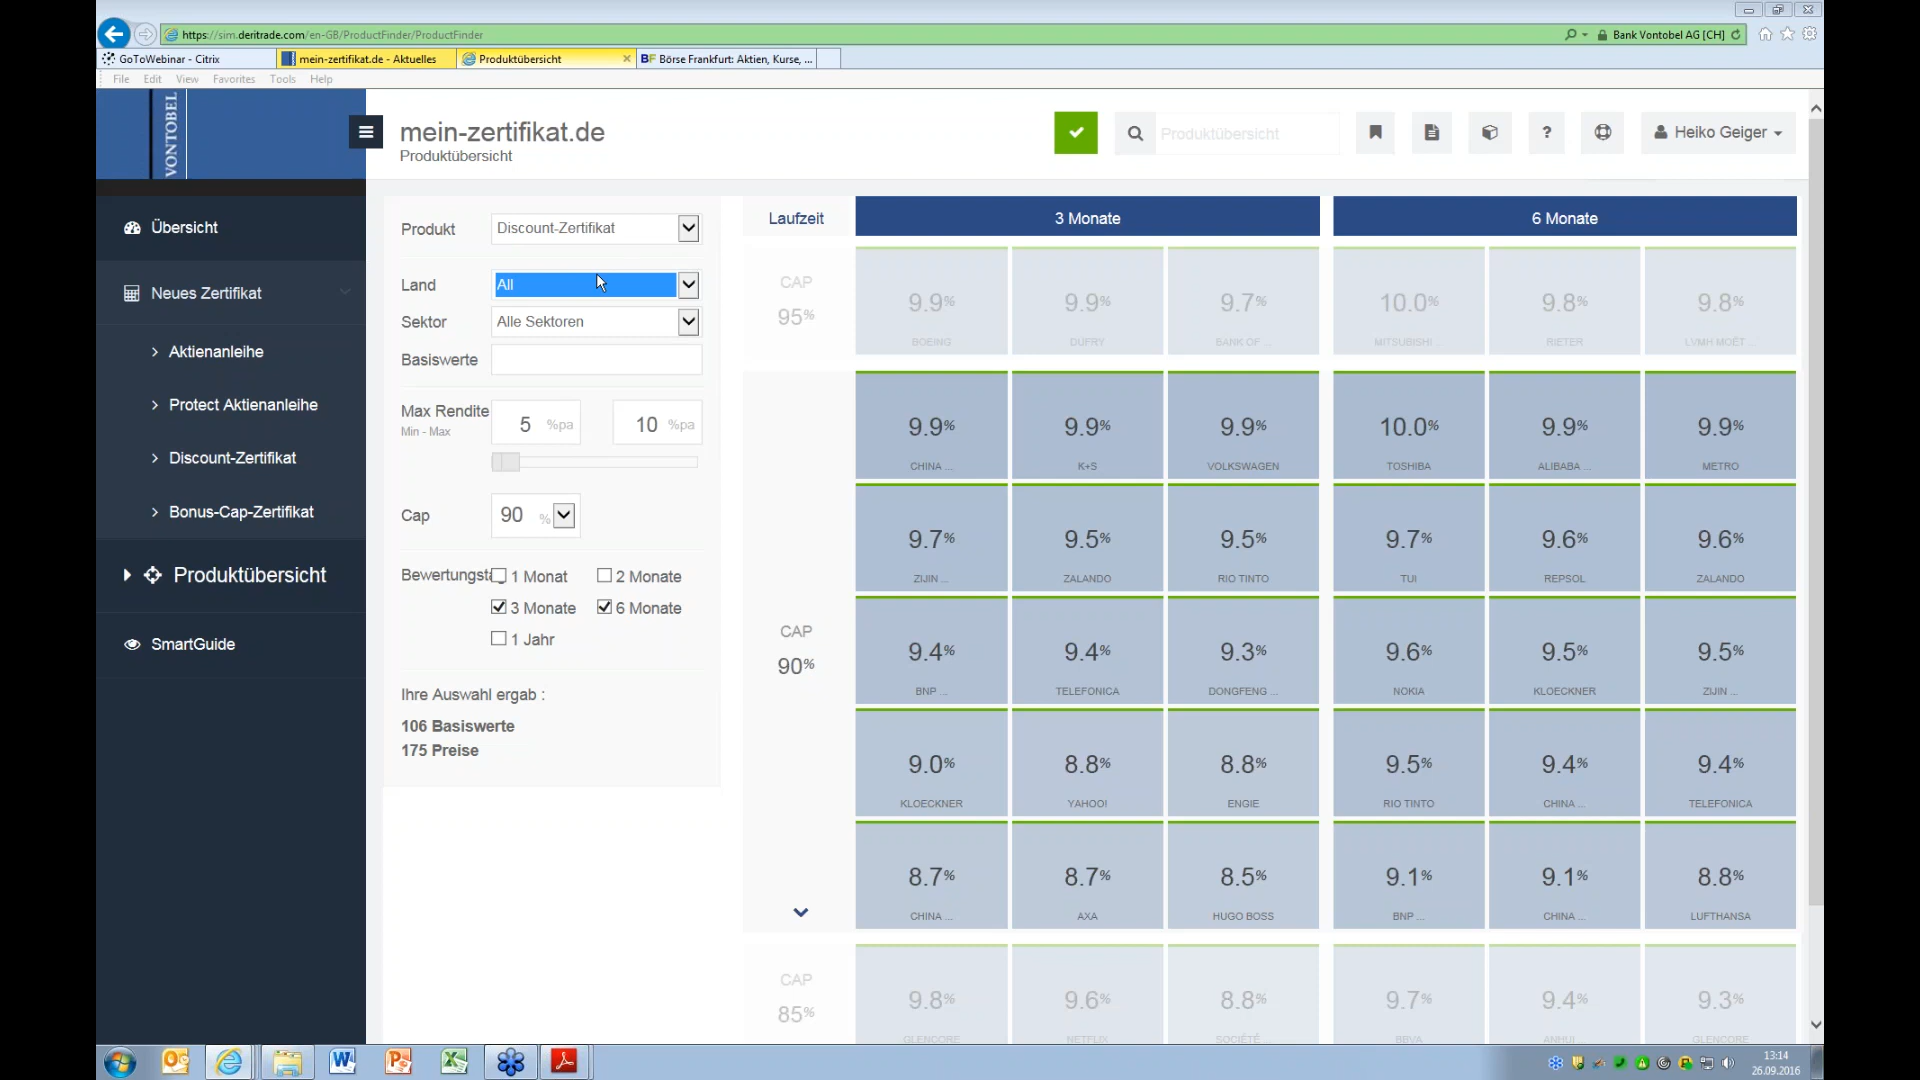 https://sim.deritrade.com/en-GB/ProductFinder/ProductFinder
Bank Vontobel AG [CH]
GoToWebinar - Citrix
mein-zertifikat.de - Aktuelles
Produktübersicht
BF Börse Frankfurt: Aktien, Kurse, ...
File Edit View Favorites Tools Help
VONTOBEL
mein-zertifikat.de
Produktübersicht
Produktübersicht
?
Heiko Geiger
Übersicht
Neues Zertifikat
Aktienanleihe
Protect Aktienanleihe
Discount-Zertifikat
Bonus-Cap-Zertifikat
Produktübersicht
SmartGuide
Produkt Discount-Zertifikat
Land All
Sektor Alle Sektoren
Basiswerte
Max Rendite 5 %pa 10 %pa
Min - Max
Cap 90 %
Bewertungsta 1 Monat 2 Monate
3 Monate 6 Monate
1 Jahr
Ihre Auswahl ergab :
106 Basiswerte
175 Preise
Laufzeit 3 Monate 6 Monate
CAP
95%
9.9% 9.9% 9.7% 10.0% 9.8% 9.8%
BOEING DUFRY BANK OF ... MITSUBISHI... RIETER LVMH MOËT ...
CAP
90%
9.9% 9.9% 9.9% 10.0% 9.9% 9.9%
CHINA ... K+S VOLKSWAGEN TOSHIBA ALIBABA ... METRO
9.7% 9.5% 9.5% 9.7% 9.6% 9.6%
ZIJIN ... ZALANDO RIO TINTO TUI REPSOL ZALANDO
9.4% 9.4% 9.3% 9.6% 9.5% 9.5%
BNP ... TELEFONICA DONGFENG ... NOKIA KLOECKNER ZIJIN ...
9.0% 8.8% 8.8% 9.5% 9.4% 9.4%
KLOECKNER YAHOO! ENGIE RIO TINTO CHINA ... TELEFONICA
8.7% 8.7% 8.5% 9.1% 9.1% 8.8%
CHINA ... AXA HUGO BOSS BNP ... CHINA ... LUFTHANSA
CAP
85%
9.8% 9.6% 8.8% 9.7% 9.4% 9.3%
GLENCORE NETFLIX SOCIÉTÉ ... BBVA ANHUI ... GLENCORE
13:14
26.09.2016